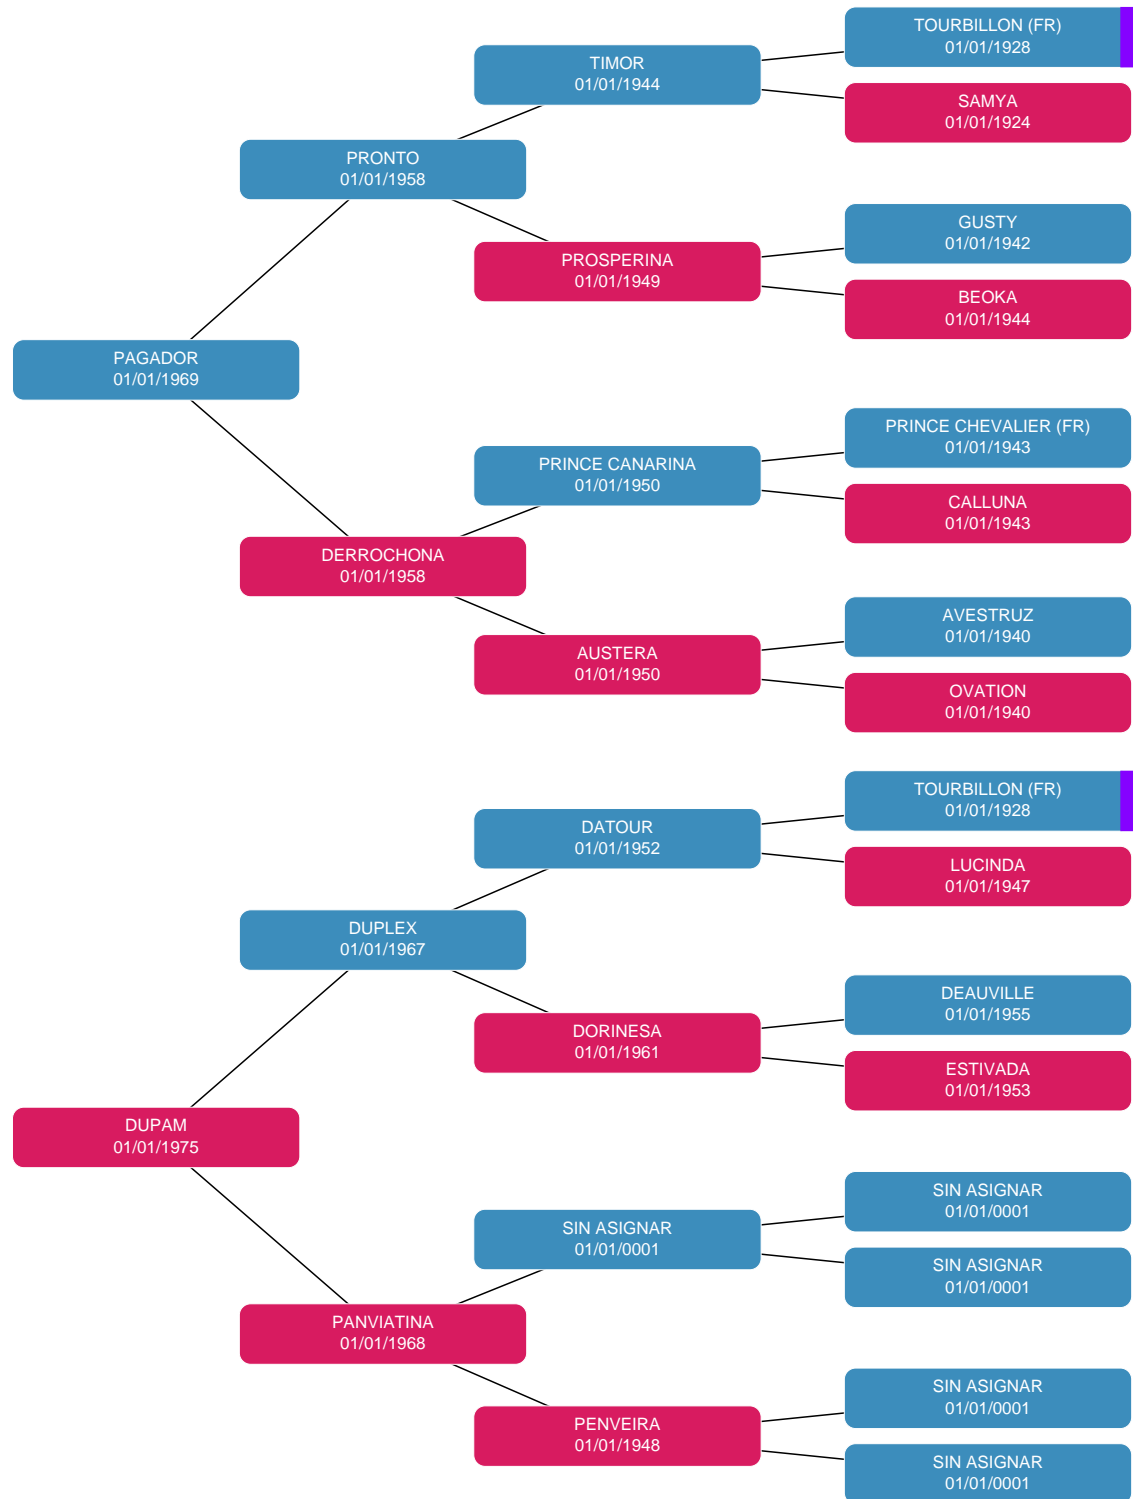 TOURBILLON (FR)
01/01/1928
TIMOR
01/01/1944
SAMYA
01/01/1924
PRONTO
01/01/1958
GUSTY
01/01/1942
PROSPERINA
01/01/1949
BEOKA
01/01/1944
PAGADOR
01/01/1969
PRINCE CHEVALIER (FR)
01/01/1943
PRINCE CANARINA
01/01/1950
CALLUNA
01/01/1943
DERROCHONA
01/01/1958
AVESTRUZ
01/01/1940
AUSTERA
01/01/1950
OVATION
01/01/1940
TOURBILLON (FR)
01/01/1928
DATOUR
01/01/1952
LUCINDA
01/01/1947
DUPLEX
01/01/1967
DEAUVILLE
01/01/1955
DORINESA
01/01/1961
ESTIVADA
01/01/1953
DUPAM
01/01/1975
SIN ASIGNAR
01/01/0001
SIN ASIGNAR
01/01/0001
SIN ASIGNAR
01/01/0001
PANVIATINA
01/01/1968
SIN ASIGNAR
01/01/0001
PENVEIRA
01/01/1948
SIN ASIGNAR
01/01/0001